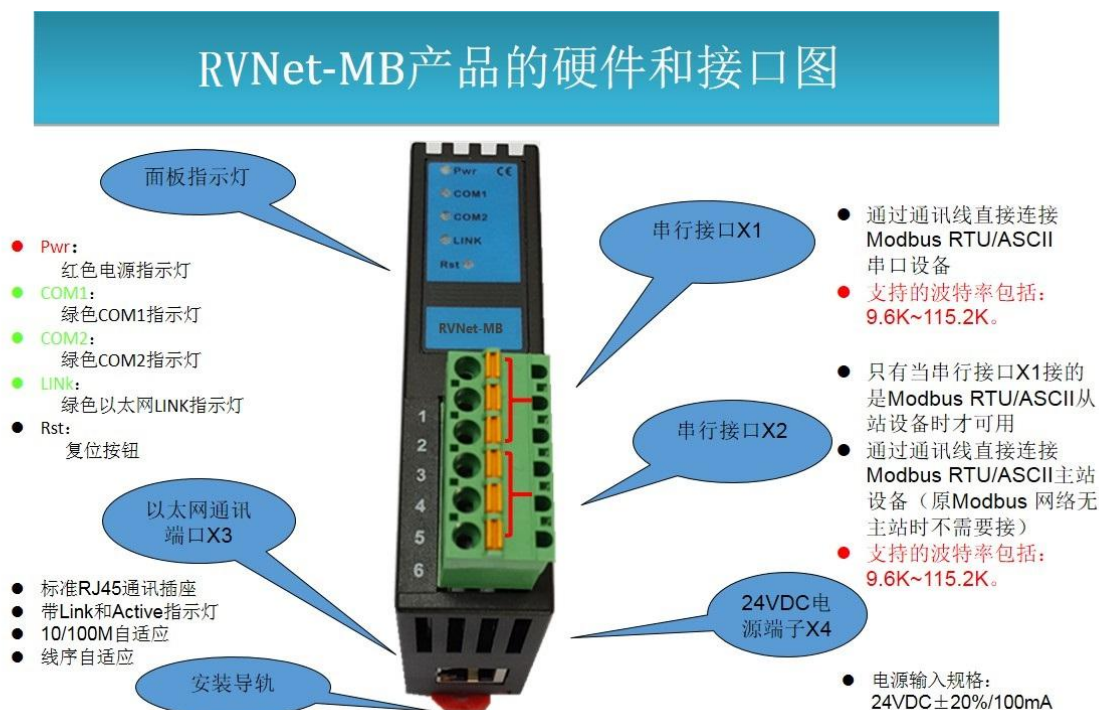 RVNet-MB产品的硬件和接口图
面板指示灯
Pwr:
红色电源指示灯
COM1:
绿色COM1指示灯
COM2:
绿色COM2指示灯
LINk:
绿色以太网LINK指示灯
Rst:
复位按钮
以太网通讯
端口X3
标准RJ45通讯插座
带Link和Active指示灯
10/100M自适应
线序自适应
安装导轨
Pwr CE
COM1
COM2
LINK
Rst
RVNet-MB
1
2
3
4
5
6
串行接口X1
通过通讯线直接连接
Modbus RTU/ASCII
串口设备
支持的波特率包括:
9.6K~115.2K。
串行接口X2
只有当串行接口X1接的
是Modbus RTU/ASCII从
站设备时才可用
通过通讯线直接连接
Modbus RTU/ASCII主站
设备（原Modbus 网络无
主站时不需要接）
支持的波特率包括:
9.6K~115.2K。
24VDC电
源端子X4
电源输入规格:
24VDC±20%/100mA